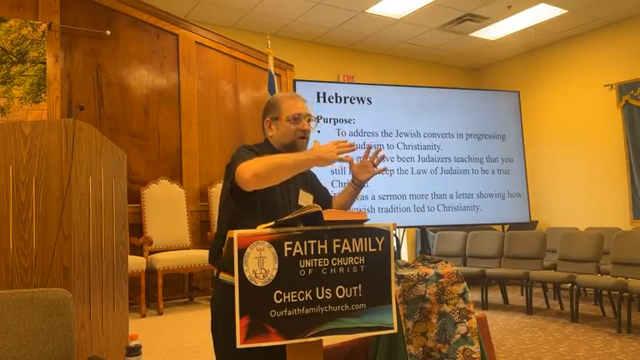 EXIT
Hebrews
Purpose:
• To address the Jewish converts in progressing
Judaism to Christianity.
have been Judaizers teaching that you
still keep the Law of Judaism to be a true
Christian.
was a sermon more than a letter showing how
Jewish tradition led to Christianity.
FAITH FAMILY
UNITED CHURCH
OF CHRIST
CHECK US OUT!
Ourfaithfamilychurch.com